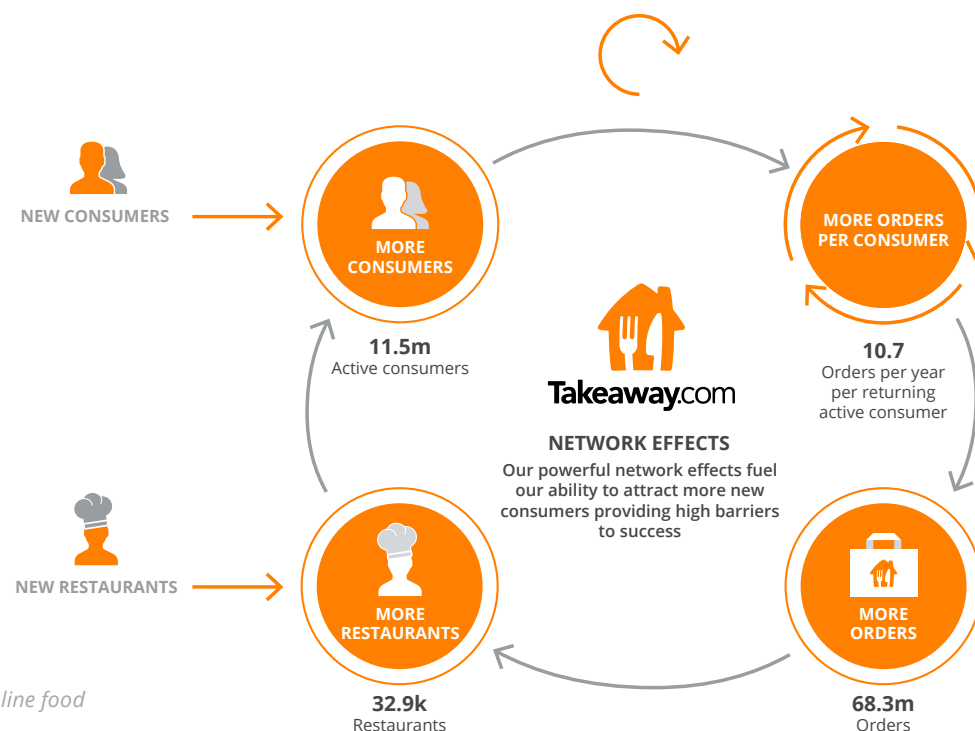 NEW CONSUMERS
MORE
CONSUMERS
11.5m
Active consumers
MORE ORDERS
PER CONSUMER
10.7
Orders per year
per returning
active consumer
Takeaway.com
NETWORK EFFECTS
Our powerful network effects fuel
our ability to attract more new
consumers providing high barriers
to success
NEW RESTAURANTS
MORE
RESTAURANTS
32.9k
Restaurants
MORE
ORDERS
68.3m
Orders
line food